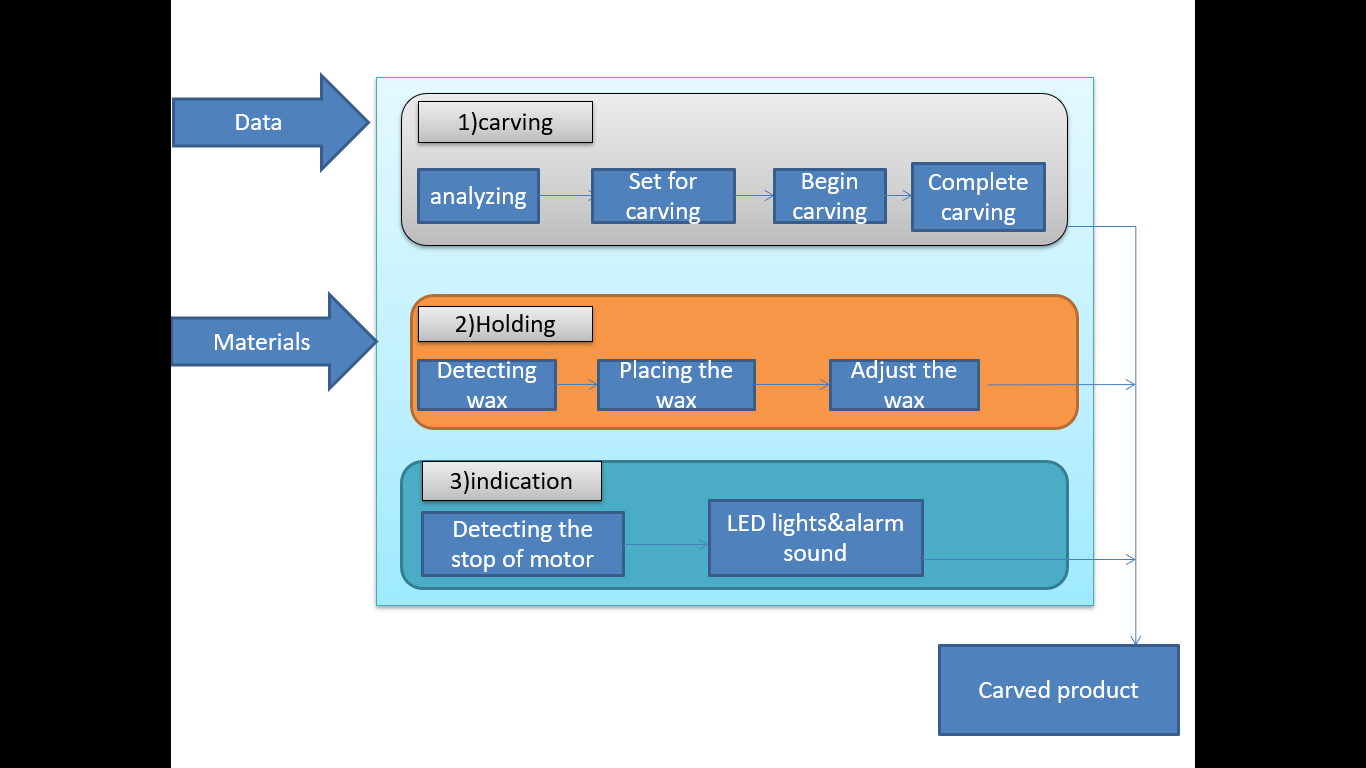 Data
1)carving
analyzing
Set for
carving
Begin
carving
Complete
carving
Materials
2)Holding
Detecting
wax
Placing the
wax
Adjust the
wax
3)indication
Detecting the
stop of motor
LED lights&alarm
sound
Carved product